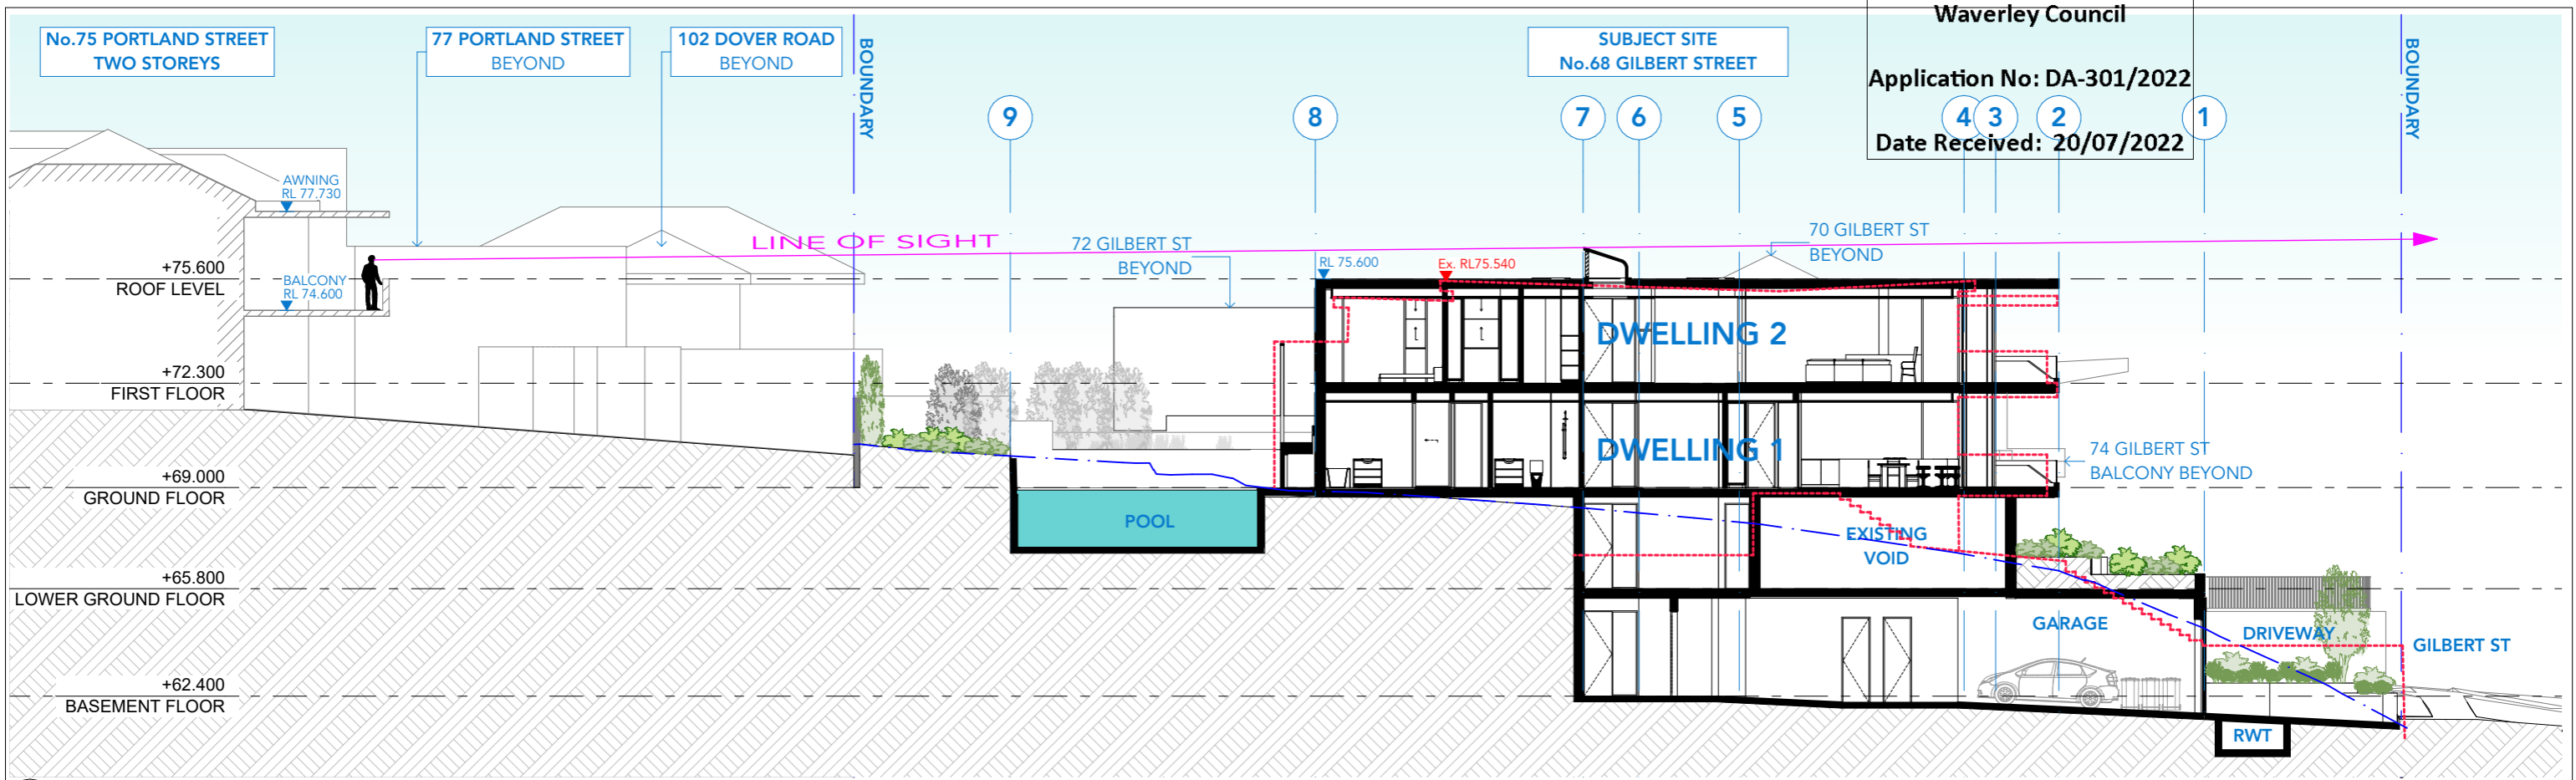 Waverley Council
Application No: DA-301/2022
Date Received: 20/07/2022
No.75 PORTLAND STREET
TWO STOREYS
77 PORTLAND STREET
BEYOND
102 DOVER ROAD
BEYOND
BOUNDARY
SUBJECT SITE
No.68 GILBERT STREET
BOUNDARY
9
8
7
6
5
4
3
2
1
AWNING
RL 77.730
LINE OF SIGHT
72 GILBERT ST
BEYOND
70 GILBERT ST
BEYOND
+75.600
ROOF LEVEL
BALCONY
RL 74.600
RL 75.600
Ex. RL75.540
DWELLING 2
+72.300
FIRST FLOOR
DWELLING 1
74 GILBERT ST
BALCONY BEYOND
+69.000
GROUND FLOOR
POOL
EXISTING
VOID
+65.800
LOWER GROUND FLOOR
GARAGE
DRIVEWAY
GILBERT ST
+62.400
BASEMENT FLOOR
RWT